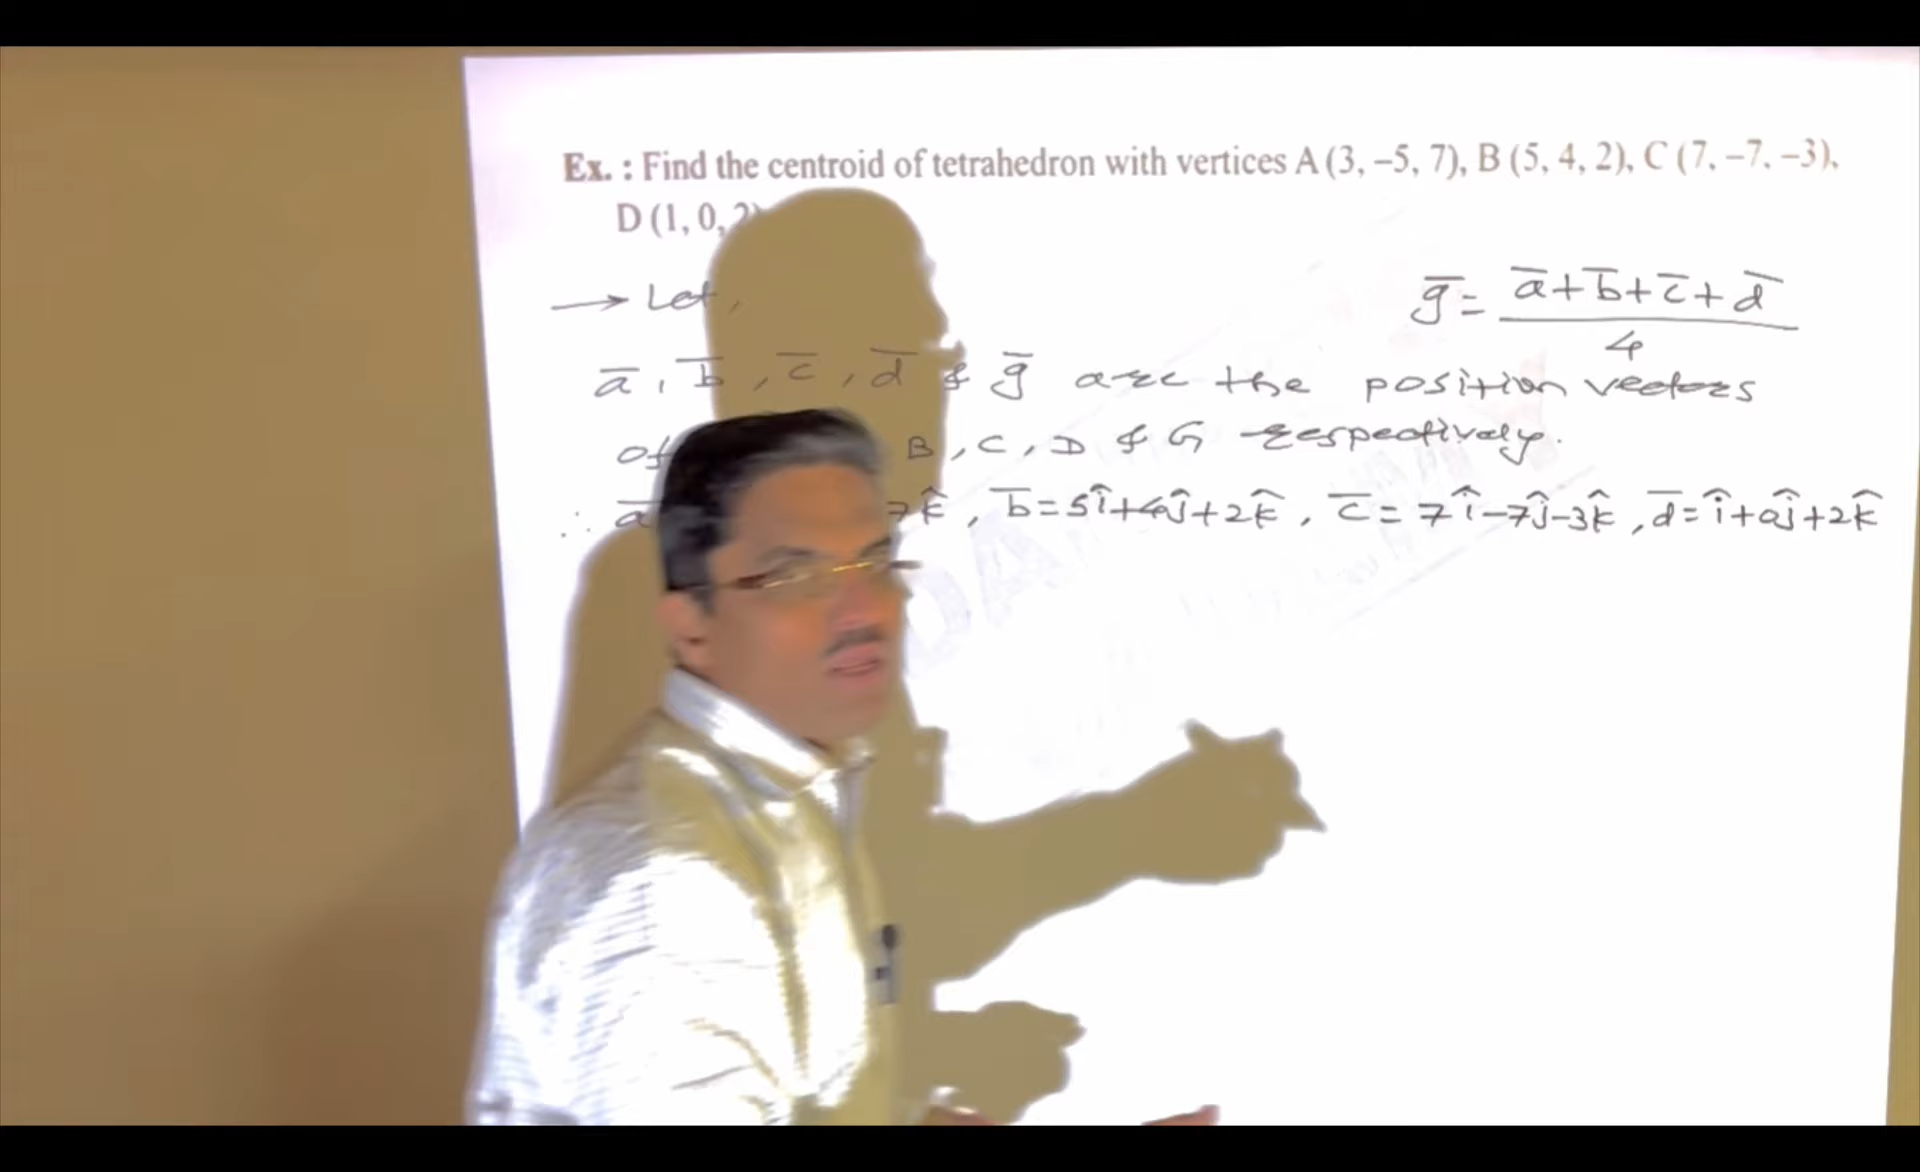 Ex. : Find the centroid of tetrahedron with vertices A (3, –5, 7), B (5, 4, 2), C (7, –7, –3),
D (1, 0, 2)
→ Let,
g̅ = a̅+b̅+c̅+d̅
4
a̅, b̅, c̅, d̅ & g̅ are the position vectors
of B, C, D & G respectively.
∴ a̅ 7k̂, b̅=5î+4ĵ+2k̂, c̅=7î-7ĵ-3k̂, d̅=î+0ĵ+2k̂